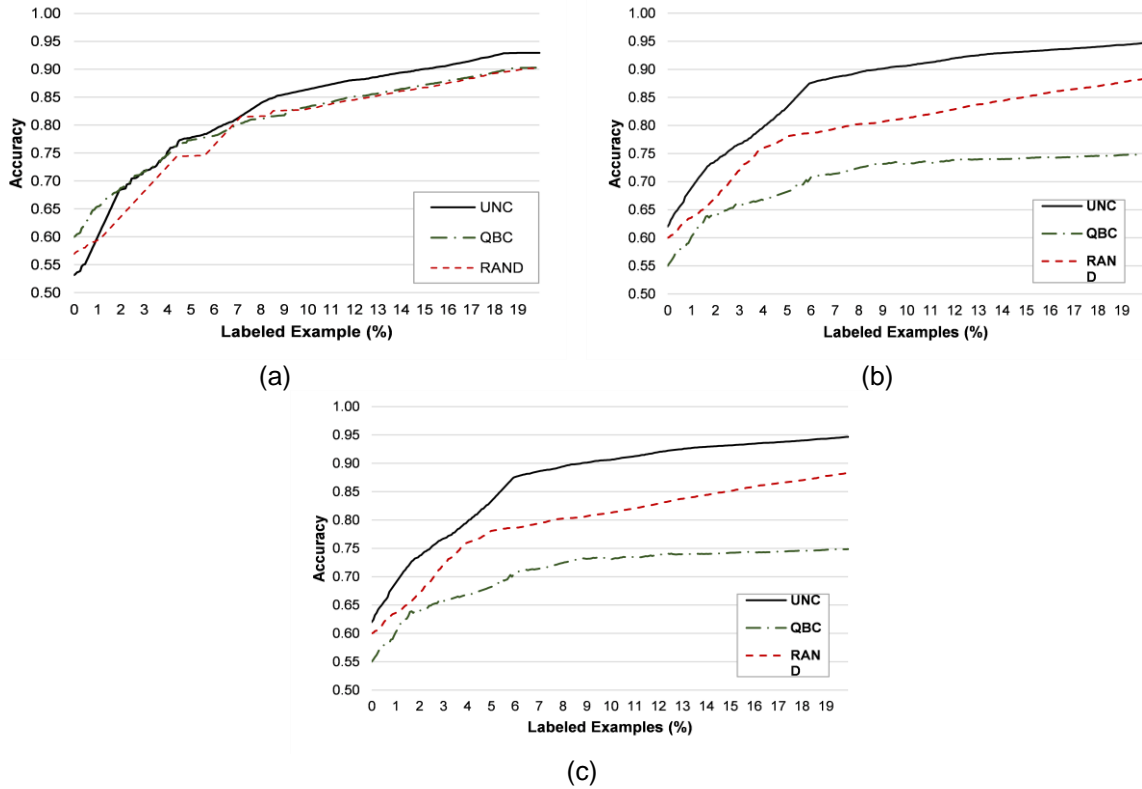 1.00
0.95
0.90
0.85
0.80
0.75
0.70
0.65
0.60
0.55
0.50
Accuracy
UNC
QBC
RAND
0 1 2 3 4 5 6 7 8 9 10 11 12 13 14 15 16 17 18 19
Labeled Example (%)
(a)
1.00
0.95
0.90
0.85
0.80
0.75
0.70
0.65
0.60
0.55
0.50
Accuracy
UNC
QBC
RAN
D
0 1 2 3 4 5 6 7 8 9 10 11 12 13 14 15 16 17 18 19
Labeled Examples (%)
(b)
1.00
0.95
0.90
0.85
0.80
0.75
0.70
0.65
0.60
0.55
0.50
Accuracy
UNC
QBC
RAN
D
0 1 2 3 4 5 6 7 8 9 10 11 12 13 14 15 16 17 18 19
Labeled Examples (%)
(c)